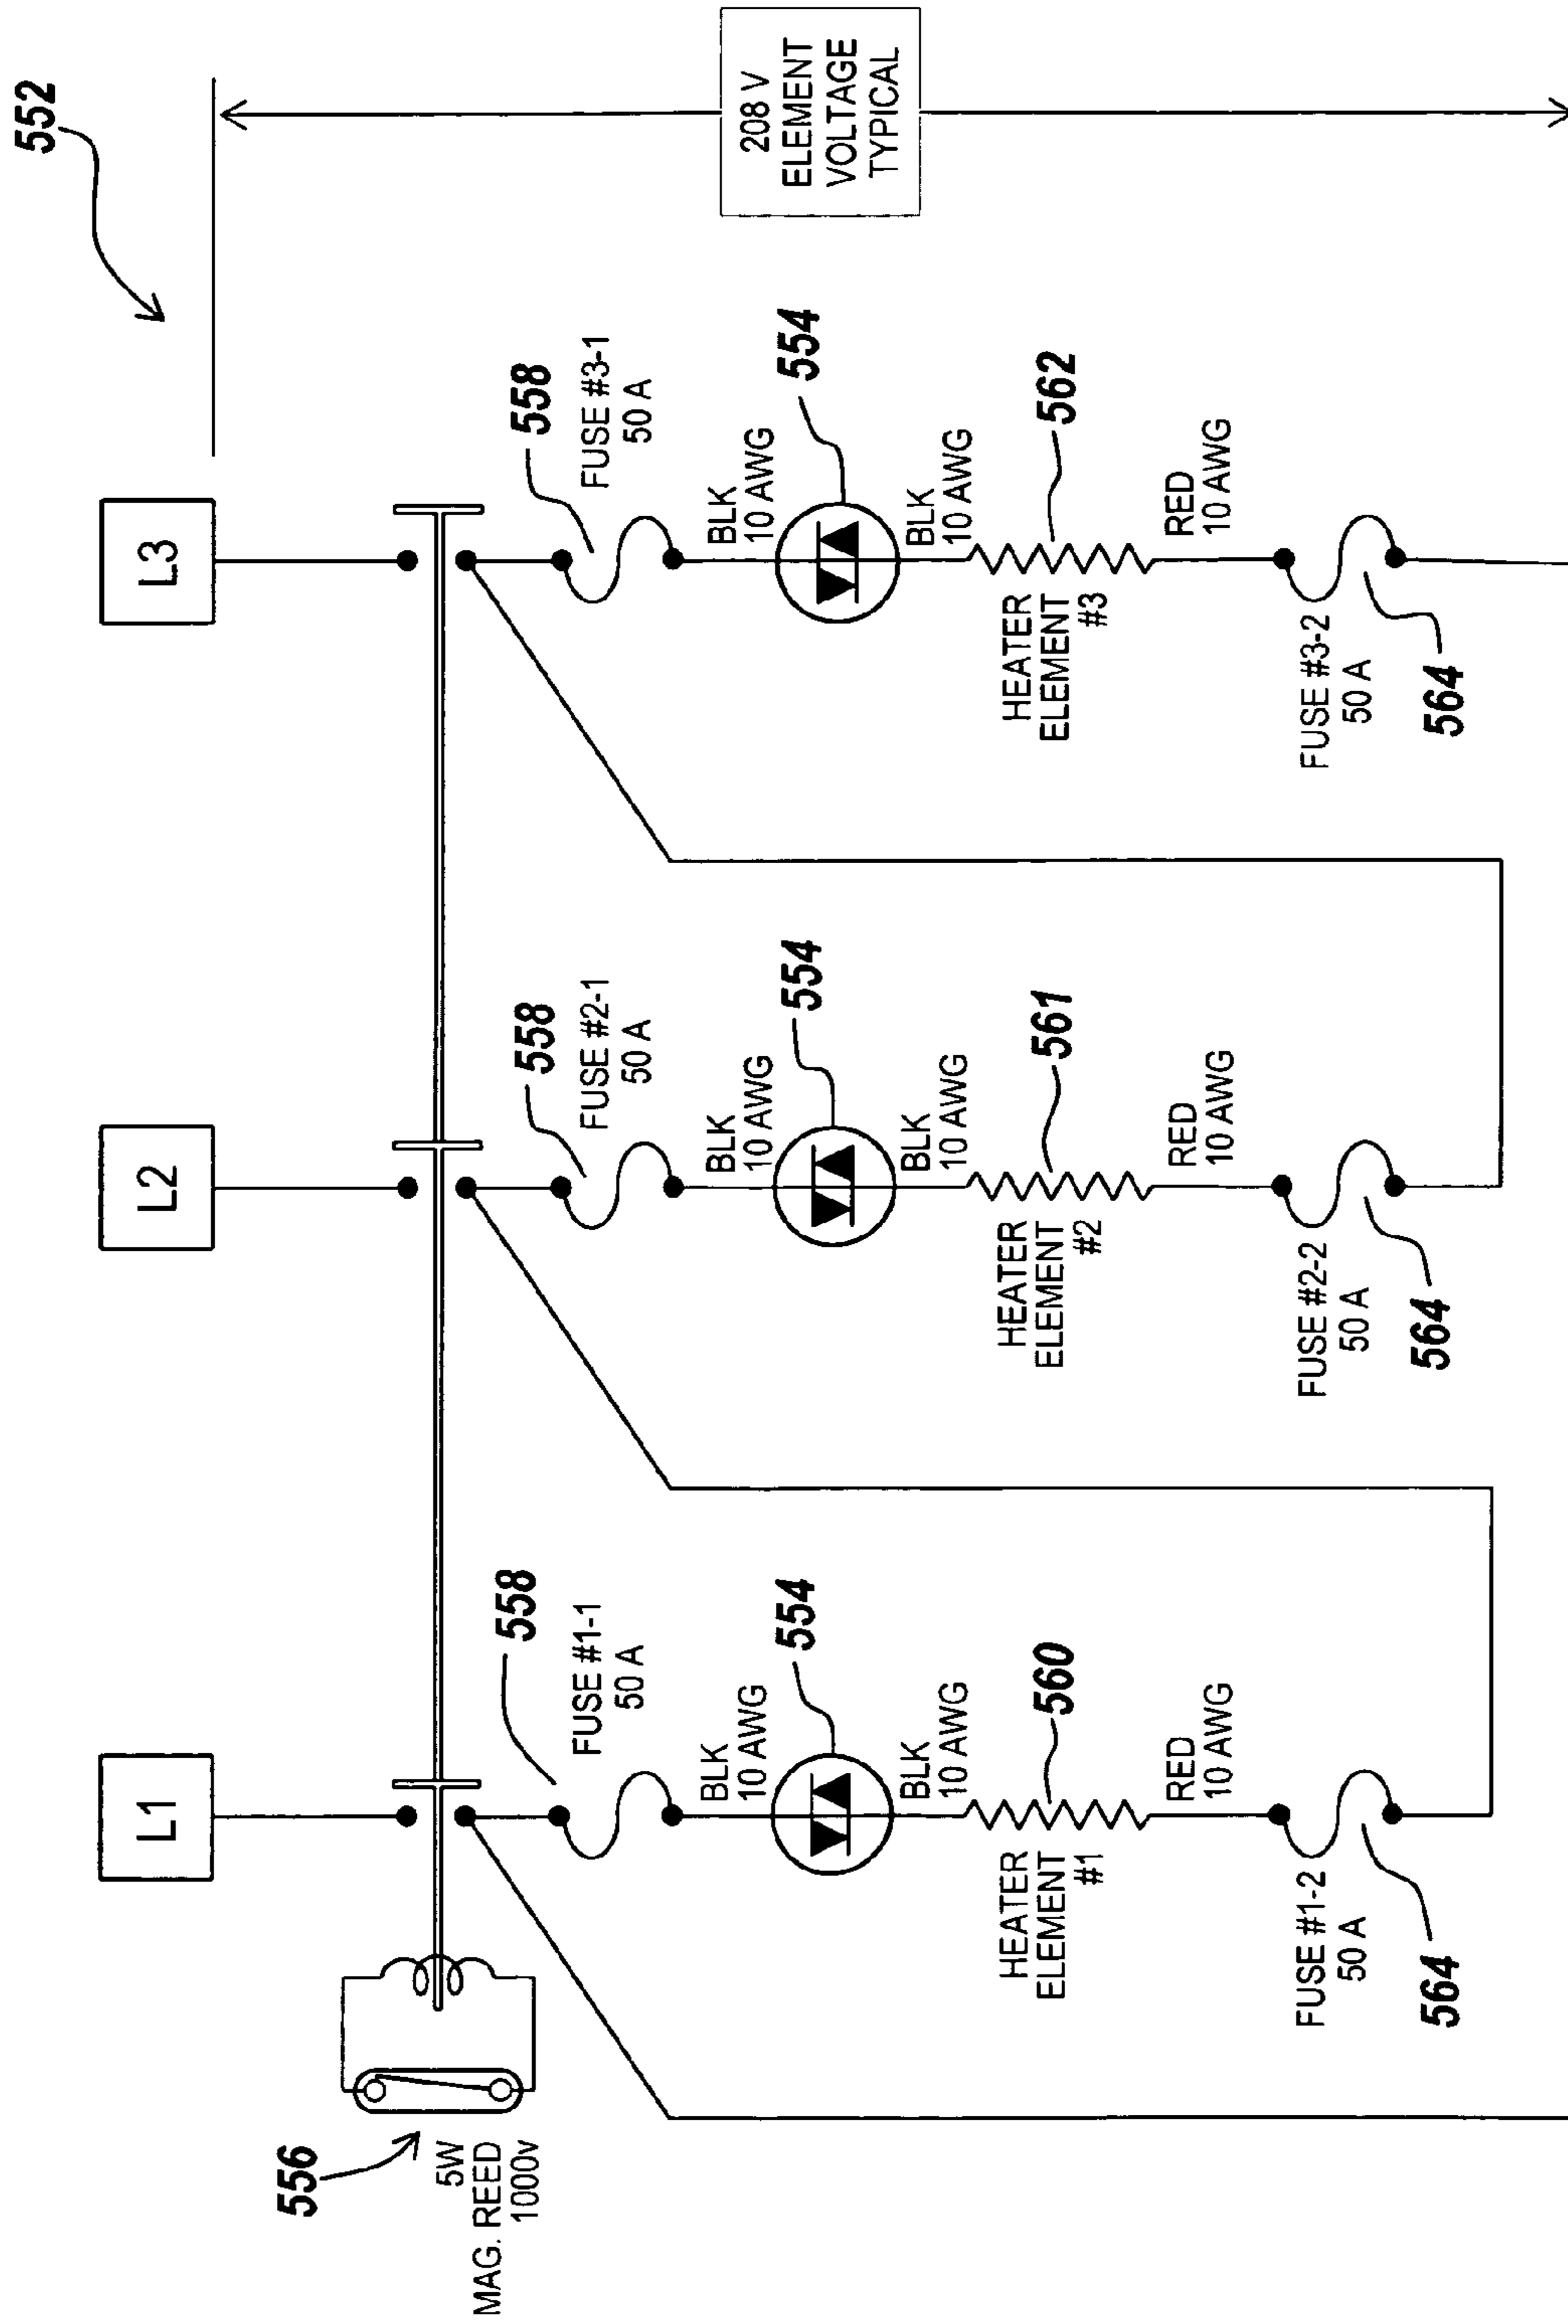 552
L1
L2
L3
556
5W
MAG. REED
1000v
558
FUSE #1-1
50 A
558
FUSE #2-1
50 A
558
FUSE #3-1
50 A
208 V
ELEMENT
VOLTAGE
TYPICAL
BLK
10 AWG
554
BLK
10 AWG
554
BLK
10 AWG
554
BLK
10 AWG
BLK
10 AWG
BLK
10 AWG
HEATER
ELEMENT
#1
560
HEATER
ELEMENT
#2
561
HEATER
ELEMENT
#3
562
RED
10 AWG
RED
10 AWG
RED
10 AWG
FUSE #1-2
50 A
564
FUSE #2-2
50 A
564
FUSE #3-2
50 A
564